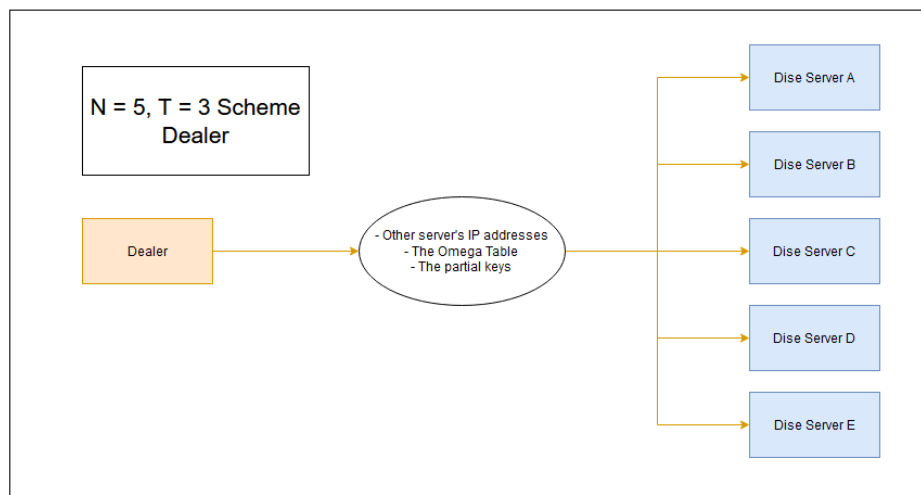 N = 5, T = 3 Scheme
Dealer
Dealer
- Other server's IP addresses
- The Omega Table
- The partial keys
Dise Server A
Dise Server B
Dise Server C
Dise Server D
Dise Server E